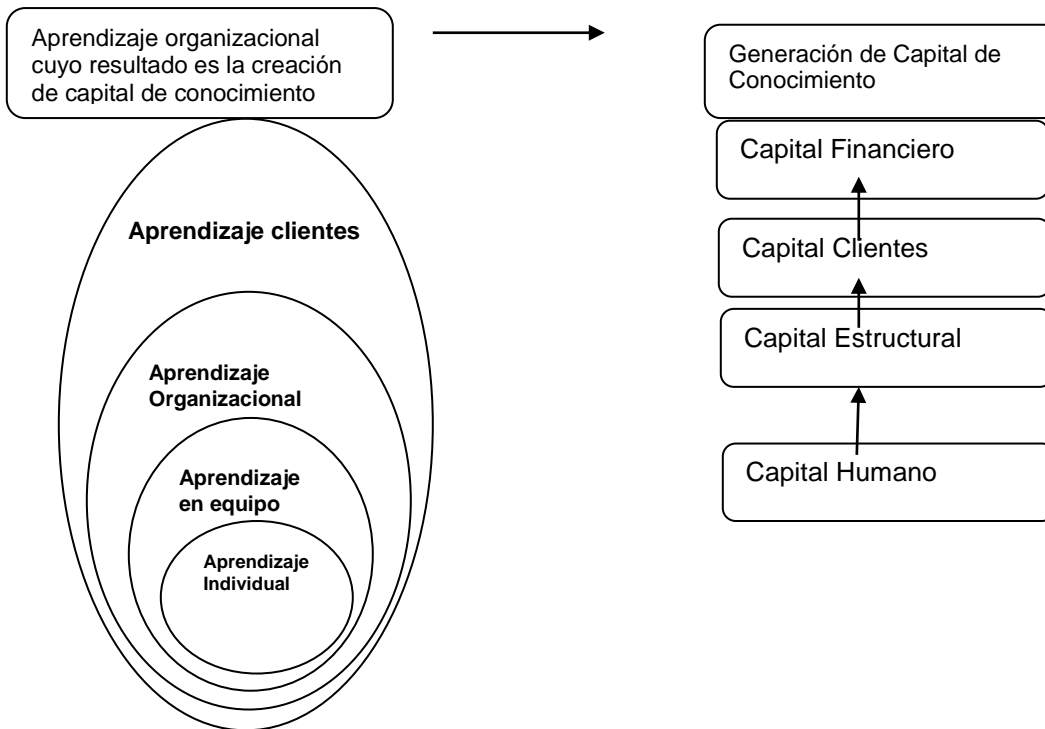 Aprendizaje organizacional
cuyo resultado es la creación
de capital de conocimiento
Aprendizaje clientes
Aprendizaje
Organizacional
Aprendizaje
en equipo
Aprendizaje
Individual
Generación de Capital de
Conocimiento
Capital Financiero
Capital Clientes
Capital Estructural
Capital Humano